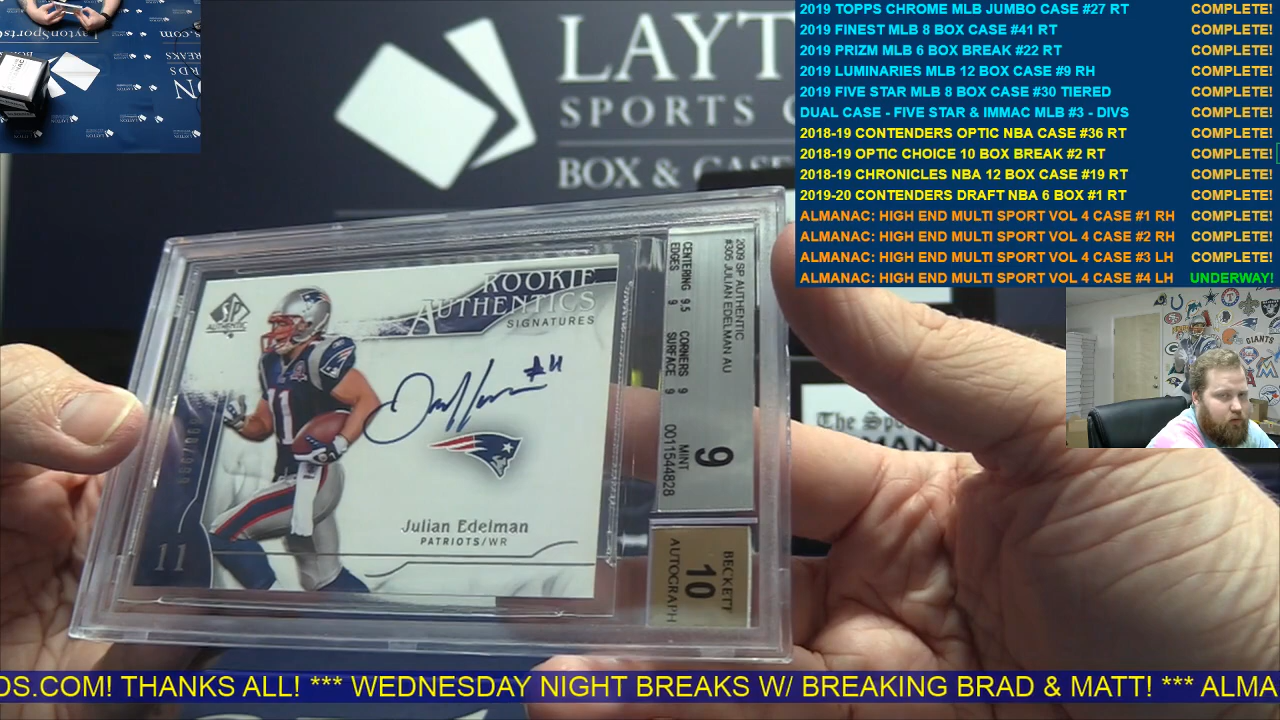 2019 TOPPS CHROME MLB JUMBO CASE #27 RT COMPLETE!
2019 FINEST MLB 8 BOX CASE #41 RT COMPLETE!
2019 PRIZM MLB 6 BOX BREAK #22 RT COMPLETE!
2019 LUMINARIES MLB 12 BOX CASE #9 RH COMPLETE!
2019 FIVE STAR MLB 8 BOX CASE #30 TIERED COMPLETE!
DUAL CASE - FIVE STAR & IMMAC MLB #3 - DIVS COMPLETE!
2018-19 CONTENDERS OPTIC NBA CASE #36 RT COMPLETE!
2018-19 OPTIC CHOICE 10 BOX BREAK #2 RT COMPLETE!
2018-19 CHRONICLES NBA 12 BOX CASE #19 RT COMPLETE!
2019-20 CONTENDERS DRAFT NBA 6 BOX #1 RT COMPLETE!
ALMANAC: HIGH END MULTI SPORT VOL 4 CASE #1 RH COMPLETE!
ALMANAC: HIGH END MULTI SPORT VOL 4 CASE #2 RH COMPLETE!
ALMANAC: HIGH END MULTI SPORT VOL 4 CASE #3 LH COMPLETE!
ALMANAC: HIGH END MULTI SPORT VOL 4 CASE #4 LH UNDERWAY!
LAYT
SPORTS C
BOX & CASE
ROOKIE
AUTHENTICS
SIGNATURES
SP
AUTHENTIC
#11
11
Julian Edelman
PATRIOTS/WR
11
2009 SP AUTHENTIC
#305 JULIAN EDELMAN AU
CENTERING 9.5 CORNERS 9
EDGES 9 SURFACE 9
9
MINT
0011544828
BECKETT
10
AUTOGRAPH
The Spor
MANAC
GIANTS
DS.COM! THANKS ALL! *** WEDNESDAY NIGHT BREAKS W/ BREAKING BRAD & MATT! *** ALMA